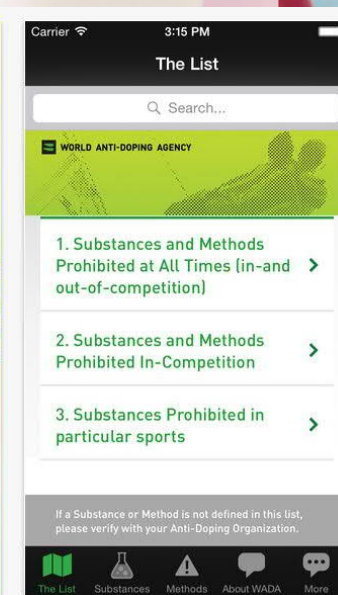 Carrier 3:15 PM
The List
Search...
WORLD ANTI-DOPING AGENCY
1. Substances and Methods
Prohibited at All Times (in-and
out-of-competition)
2. Substances and Methods
Prohibited In-Competition
3. Substances Prohibited in
particular sports
If a Substance or Method is not defined in this list,
please verify with your Anti-Doping Organization.
The List Substances Methods About WADA More